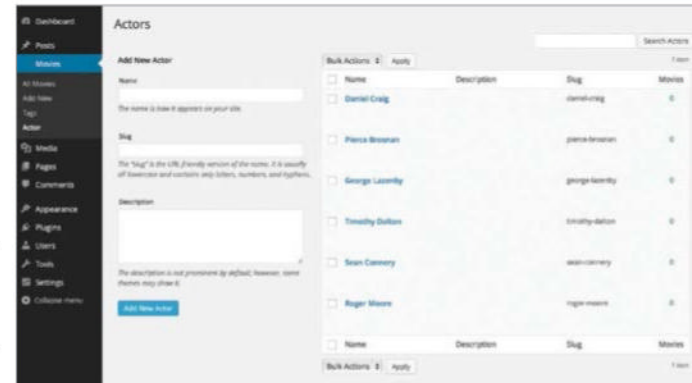 Dashboard
Posts
Movies
All Movies
Add New
Tags
Actor
Media
Pages
Comments
Appearance
Plugins
Users
Tools
Settings
Collapse menu
Actors
Search Actors
Add New Actor
Name
The name is how it appears on your site.
Slug
The "slug" is the URL-friendly version of the name. It is usually
all lowercase and contains only letters, numbers, and hyphens.
Description
The description is not prominent by default; however, some
themes may show it.
Add New Actor
Bulk Actions Apply
Name Description Slug Movies
Daniel Craig daniel-craig 0
Pierce Brosnan pierce-brosnan 0
George Lazenby george-lazenby 0
Timothy Dalton timothy-dalton 0
Sean Connery sean-connery 0
Roger Moore roger-moore 0
Name Description Slug Movies
Bulk Actions Apply